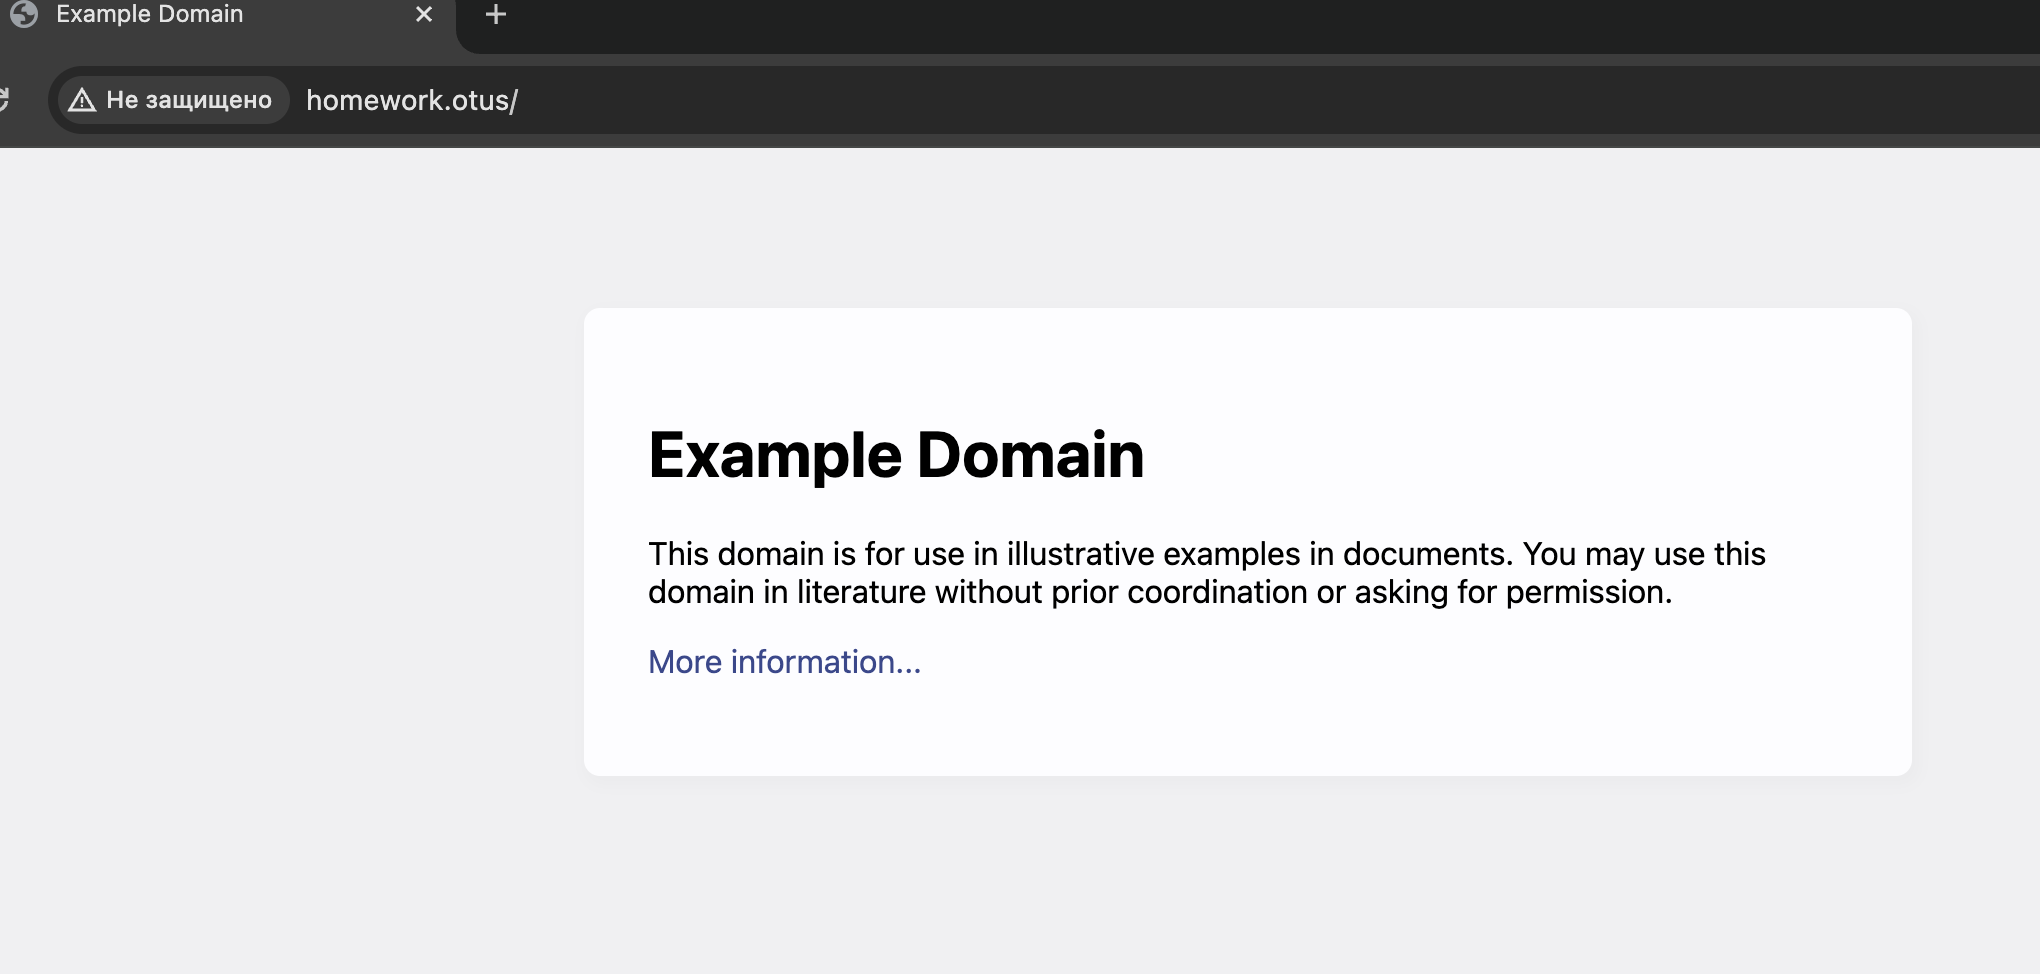 Example Domain
Не защищено homework.otus/
Example Domain
This domain is for use in illustrative examples in documents. You may use this
domain in literature without prior coordination or asking for permission.
More information...